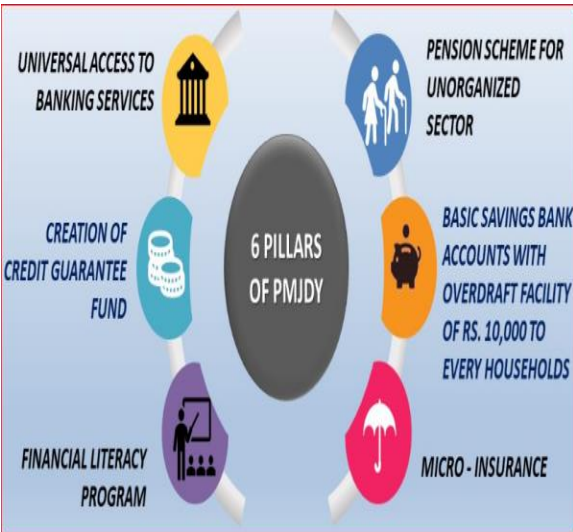 UNIVERSAL ACCESS TO
BANKING SERVICES
CREATION OF
CREDIT GUARANTEE
FUND
FINANCIAL LITERACY
PROGRAM
6 PILLARS
OF PMJDY
PENSION SCHEME FOR
UNORGANIZED
SECTOR
BASIC SAVINGS BANK
ACCOUNTS WITH
OVERDRAFT FACILITY
OF RS. 10,000 TO
EVERY HOUSEHOLDS
MICRO - INSURANCE